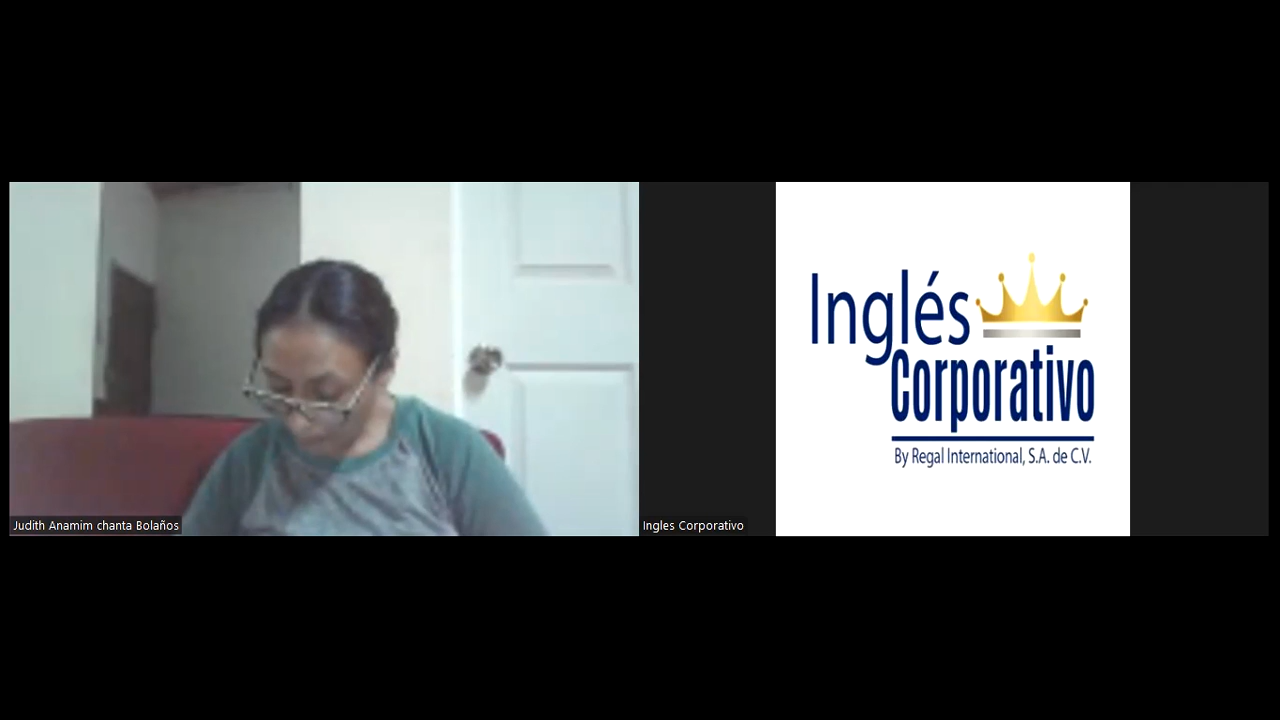 Inglés
Corporativo
By Regal International, S.A. de C.V.
Judith Anamim chanta Bolaños
Ingles Corporativo